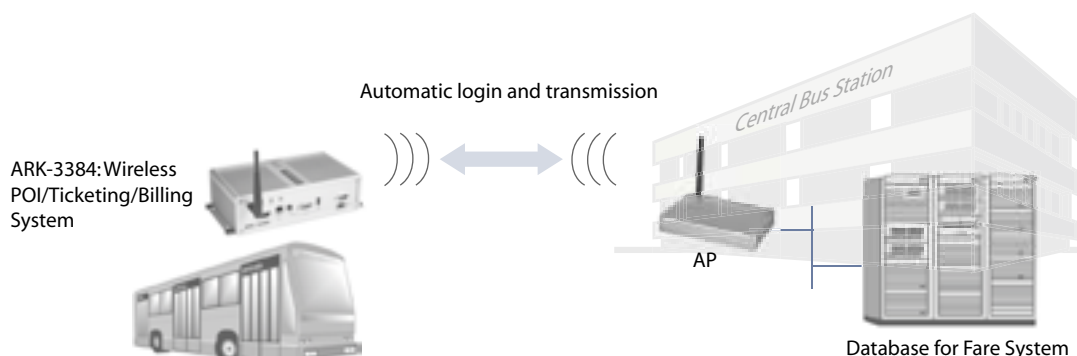 Automatic login and transmission
Central Bus Station
ARK-3384: Wireless
POI/Ticketing/Billing
System
AP
Database for Fare System